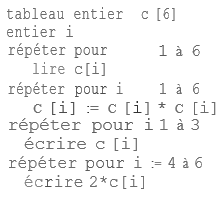 tableau entier c [6]
entier i
répéter pour 1 à 6
lire c[i]
répéter pour i 1 à 6
c [i] := c [i] * c [i]
répéter pour i 1 à 3
écrire c [i]
répéter pour i := 4 à 6
écrire 2*c[i]